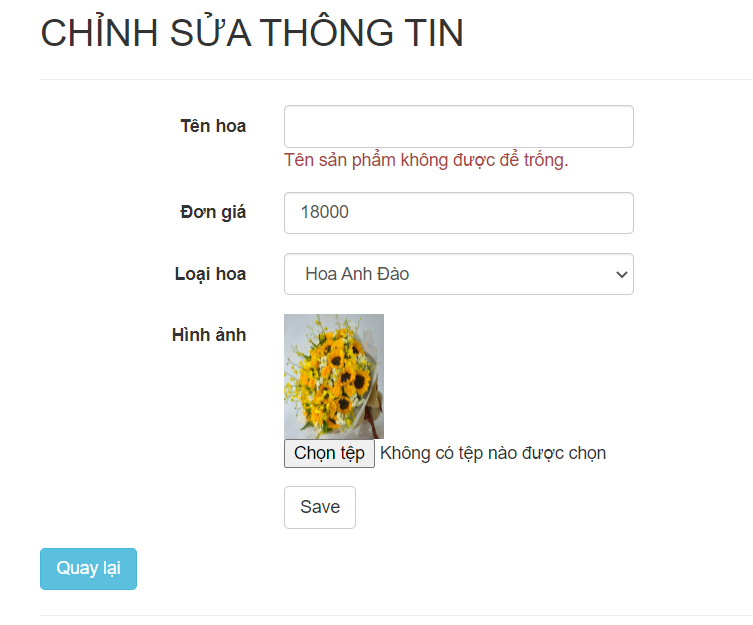 CHỈNH SỬA THÔNG TIN
Tên hoa
Tên sản phẩm không được để trống.
Đơn giá 18000
Loại hoa Hoa Anh Đào
Hình ảnh
Chọn tệp Không có tệp nào được chọn
Save
Quay lại